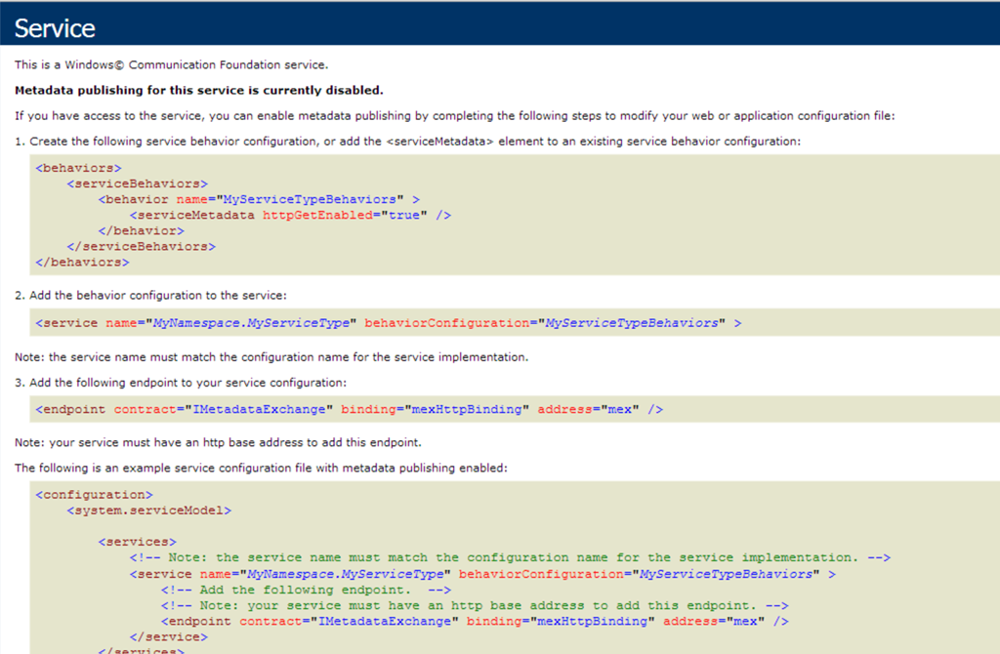 Service
This is a Windows© Communication Foundation service.
Metadata publishing for this service is currently disabled.
If you have access to the service, you can enable metadata publishing by completing the following steps to modify your web or application configuration file:
1. Create the following service behavior configuration, or add the <serviceMetadata> element to an existing service behavior configuration:
<behaviors>
<serviceBehaviors>
<behavior name="MyServiceTypeBehaviors" >
<serviceMetadata httpGetEnabled="true" />
</behavior>
</serviceBehaviors>
</behaviors>
2. Add the behavior configuration to the service:
<service name="MyNamespace.MyServiceType" behaviorConfiguration="MyServiceTypeBehaviors" >
Note: the service name must match the configuration name for the service implementation.
3. Add the following endpoint to your service configuration:
<endpoint contract="IMetadataExchange" binding="mexHttpBinding" address="mex" />
Note: your service must have an http base address to add this endpoint.
The following is an example service configuration file with metadata publishing enabled:
<configuration>
<system.serviceModel>
<services>
<!-- Note: the service name must match the configuration name for the service implementation. -->
<service name="MyNamespace.MyServiceType" behaviorConfiguration="MyServiceTypeBehaviors" >
<!-- Add the following endpoint.  -->
<!-- Note: your service must have an http base address to add this endpoint. -->
<endpoint contract="IMetadataExchange" binding="mexHttpBinding" address="mex" />
</service>
</services>